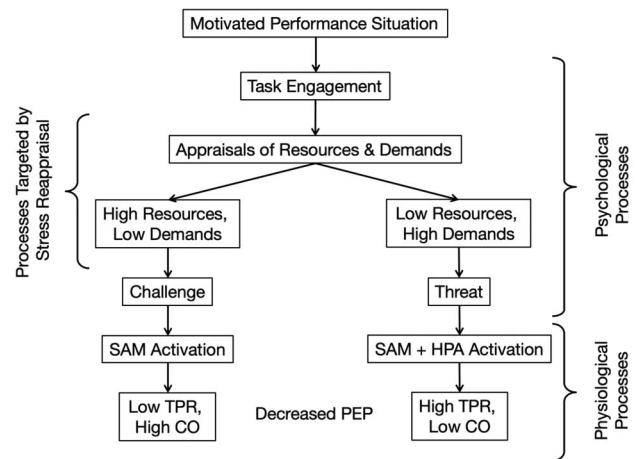 Motivated Performance Situation
Task Engagement
Appraisals of Resources & Demands
Processes Targeted by
Stress Reappraisal
High Resources,
Low Demands
Low Resources,
High Demands
Psychological
Processes
Challenge
Threat
SAM Activation
SAM + HPA Activation
Low TPR,
High CO
Decreased PEP
High TPR,
Low CO
Physiological
Processes